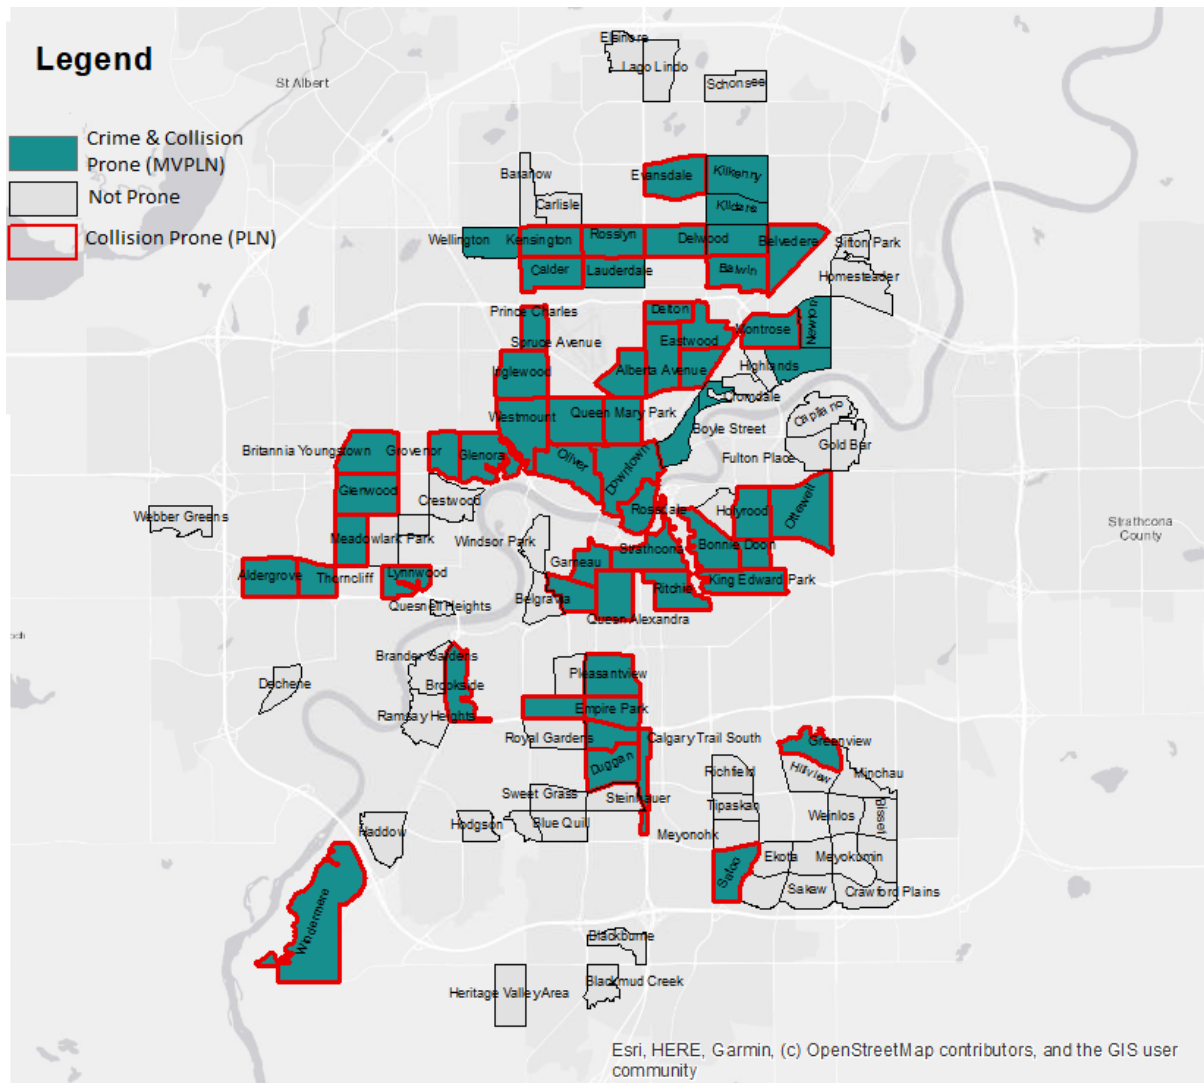 Legend
Crime & Collision
Prone (MVPLN)
Not Prone
Collision Prone (PLN)
St Albert
Elsinore
Lago Lindo
Schonsee
Baranow
Carlisle
Evansdale
Kilkenny
Kildare
Wellington
Kensington
Rosslyn
Delwood
Belvedere
Sifton Park
Calder
Lauderdale
Balwin
Homesteader
Prince Charles
Delton
Montrose
Newton
Spruce Avenue
Eastwood
Inglewood
Alberta Avenue
Highlands
Cromdale
Westmount
Queen Mary Park
Boyle Street
Capilano
Gold Bar
Britannia Youngstown
Grovenor
Glenora
Oliver
Downtown
Fulton Place
Glenwood
Crestwood
Rossdale
Holyrood
Ottewell
Webber Greens
Meadowlark Park
Windsor Park
Strathcona
Bonnie Doon
Strathcona
County
Aldergrove
Thorncliff
Lynnwood
Garneau
Ritchie
King Edward Park
Quesnell Heights
Belgravia
Queen Alexandra
Brander Gardens
Dechene
Brookside
Pleasantview
Ramsay Heights
Empire Park
Royal Gardens
Calgary Trail South
Greenview
Duggan
Richfield
Hillview
Minchau
Sweet Grass
Steinhauer
Tipaskan
Weinlos
Bisset
Haddow
Hodgson
Blue Quill
Meyonohk
Satoo
Ekota
Meyokumin
Sakaw
Crawford Plains
Windermere
Blackburne
Heritage ValleyArea
Blackmud Creek
Esri, HERE, Garmin, (c) OpenStreetMap contributors, and the GIS user
community